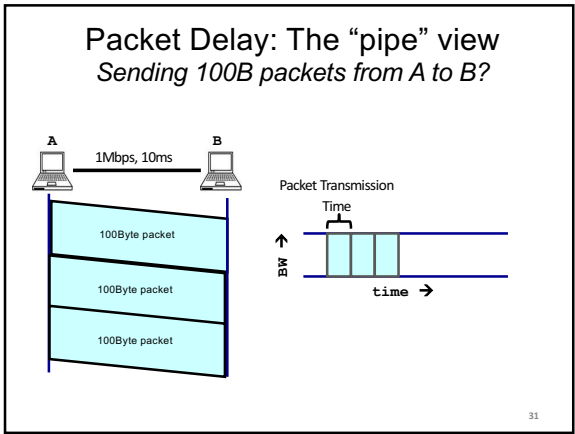 Packet Delay: The “pipe” view
Sending 100B packets from A to B?
A
B
1Mbps, 10ms
100Byte packet
100Byte packet
100Byte packet
Packet Transmission
Time
BW →
time →
31